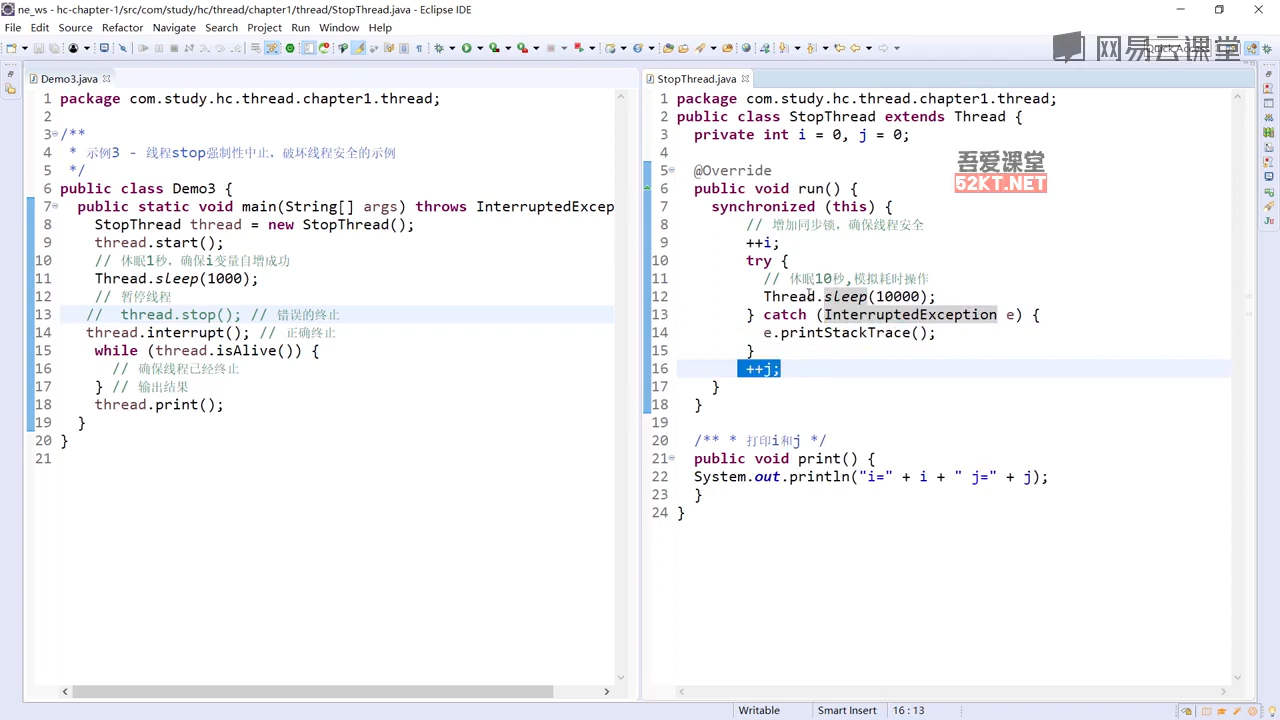 ne_ws - hc-chapter-1/src/com/study/hc/thread/chapter1/thread/StopThread.java - Eclipse IDE
File Edit Source Refactor Navigate Search Project Run Window Help
网易云课堂
Quick Access
Demo3.java
1 package com.study.hc.thread.chapter1.thread;
2
3 /**
4 * 示例3 - 线程stop强制性中止，破坏线程安全的示例
5 */
6 public class Demo3 {
7 public static void main(String[] args) throws InterruptedExcep
8 StopThread thread = new StopThread();
9 thread.start();
10 // 休眠1秒，确保i变量自增成功
11 Thread.sleep(1000);
12 // 暂停线程
13 // thread.stop(); // 错误的终止
14 thread.interrupt(); // 正确终止
15 while (thread.isAlive()) {
16 // 确保线程已经终止
17 } // 输出结果
18 thread.print();
19 }
20 }
21
StopThread.java
1 package com.study.hc.thread.chapter1.thread;
2 public class StopThread extends Thread {
3 private int i = 0, j = 0;
4
5 @Override
6 public void run() {
7 synchronized (this) {
8 // 增加同步锁，确保线程安全
9 ++i;
10 try {
11 // 休眠10秒,模拟耗时操作
12 Thread.sleep(10000);
13 } catch (InterruptedException e) {
14 e.printStackTrace();
15 }
16 ++j;
17 }
18 }
19
20 /** * 打印i和j */
21 public void print() {
22 System.out.println("i=" + i + " j=" + j);
23 }
24 }
吾爱课堂
52KT.NET
Writable Smart Insert 16 : 13